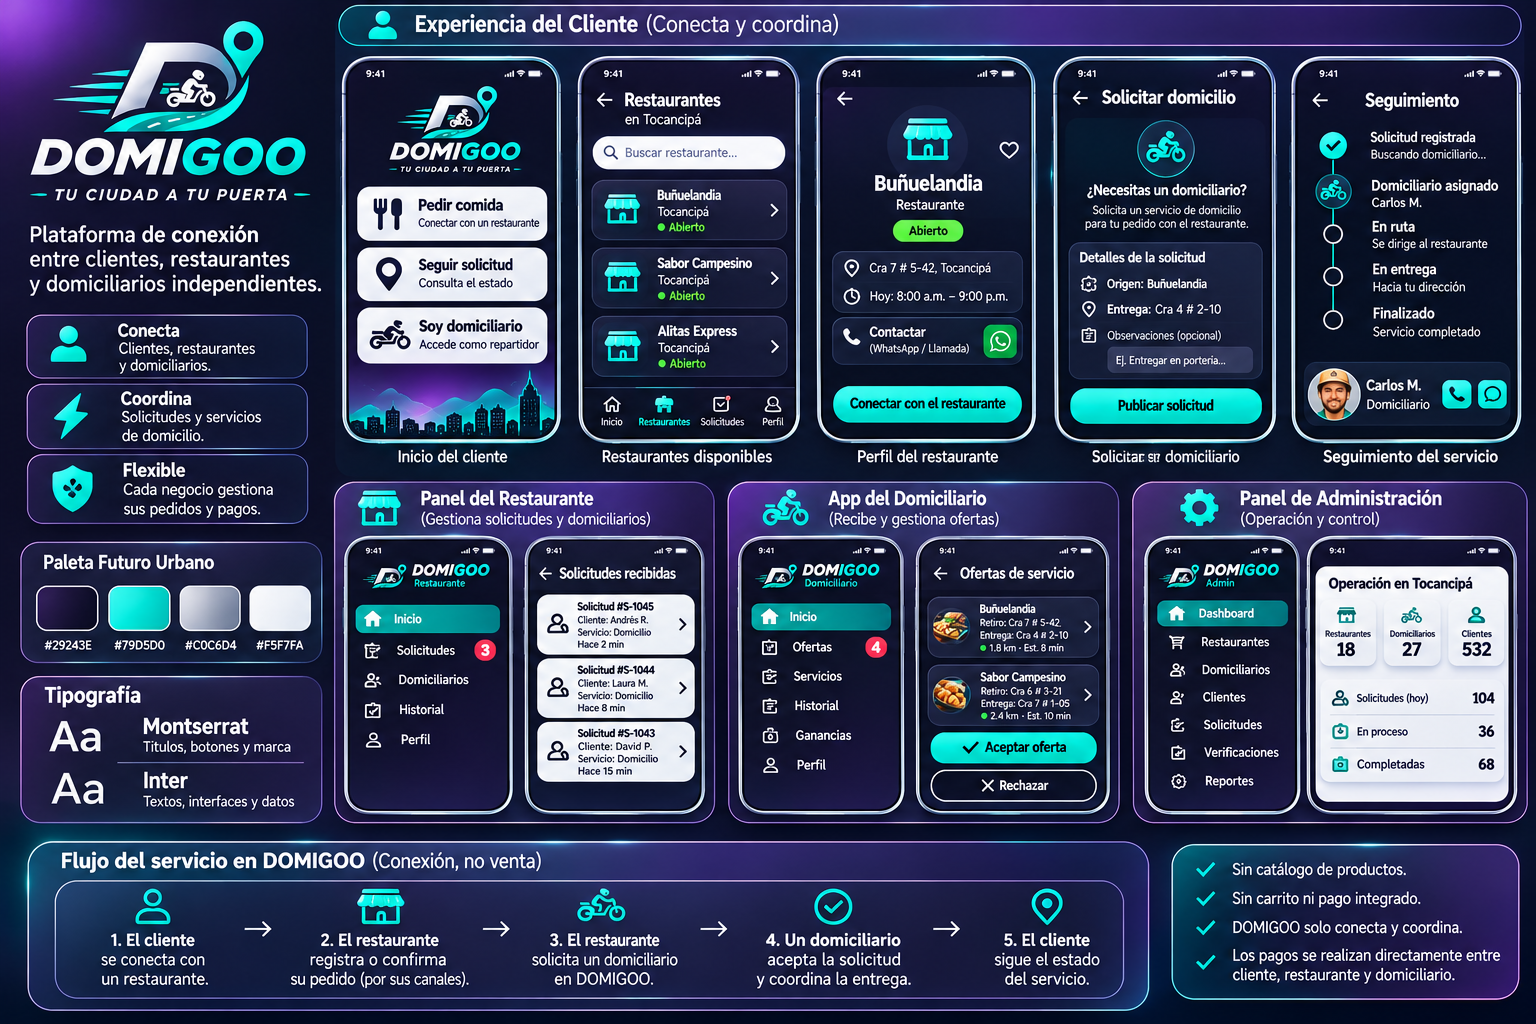 DOMIGOO
TU CIUDAD A TU PUERTA
Plataforma de conexión
entre clientes, restaurantes
y domiciliarios independientes.
Conecta
Clientes, restaurantes
y domiciliarios.
Coordina
Solicitudes y servicios
de domicilio.
Flexible
Cada negocio gestiona
sus pedidos y pagos.
Paleta Futuro Urbano
#29243E
#79D5D0
#C0C6D4
#F5F7FA
Tipografía
Aa
Montserrat
Titulos, botones y marca
Aa
Inter
Textos, interfaces y datos
Experiencia del Cliente (Conecta y coordina)
9:41
DOMIGOO
TU CIUDAD A TU PUERTA
Pedir comida
Conectar con un restaurante
Seguir solicitud
Consulta el estado
Soy domiciliario
Accede como repartidor
Inicio del cliente
9:41
Restaurantes
en Tocancipá
Buscar restaurante...
Buñuelandia
Tocancipá
Abierto
Sabor Campesino
Tocancipá
Abierto
Alitas Express
Tocancipá
Abierto
Inicio
Restaurantes
Solicitudes
Perfil
Restaurantes disponibles
9:41
Buñuelandia
Restaurante
Abierto
Cra 7 # 5-42, Tocancipá
Hoy: 8:00 a.m. – 9:00 p.m.
Contactar
(WhatsApp / Llamada)
Conectar con el restaurante
Perfil del restaurante
9:41
Solicitar domicilio
¿Necesitas un domiciliario?
Solicita un servicio de domicilio
para tu pedido con el restaurante.
Detalles de la solicitud
Origen: Buñuelandia
Entrega: Cra 4 # 2-10
Observaciones (opcional)
Ej. Entregar en portería...
Publicar solicitud
Solicitar domiciliario
9:41
Seguimiento
Solicitud registrada
Buscando domiciliario...
Domiciliario asignado
Carlos M.
En ruta
Se dirige al restaurante
En entrega
Hacia tu dirección
Finalizado
Servicio completado
Carlos M.
Domiciliario
Seguimiento del servicio
Panel del Restaurante
(Gestiona solicitudes y domiciliarios)
9:41
DOMIGOO
Restaurante
Inicio
Solicitudes
3
Domiciliarios
Historial
Perfil
9:41
Solicitudes recibidas
Solicitud #S-1045
Cliente: Andrés R.
Servicio: Domicilio
Hace 2 min
Solicitud #S-1044
Cliente: Laura M.
Servicio: Domicilio
Hace 8 min
Solicitud #S-1043
Cliente: David P.
Servicio: Domicilio
Hace 15 min
App del Domiciliario
(Recibe y gestiona ofertas)
9:41
DOMIGOO
Domiciliario
Inicio
Ofertas
4
Servicios
Historial
Ganancias
Perfil
9:41
Ofertas de servicio
Buñuelandia
Retiro: Cra 7 # 5-42,
Entrega: Cra 4 # 2-10
1.8 km - Est. 8 min
Sabor Campesino
Retiro: Cra 6 # 3-21
Entrega: Cra 7 # 1-05
2.4 km - Est. 10 min
Aceptar oferta
Rechazar
Panel de Administración
(Operación y control)
9:41
DOMIGOO
Admin
Dashboard
Restaurantes
Domiciliarios
Clientes
Solicitudes
Verificaciones
Reportes
9:41
Operación en Tocancipá
Restaurantes
18
Domiciliarios
27
Clientes
532
Solicitudes (hoy) 104
En proceso 36
Completadas 68
Flujo del servicio en DOMIGOO (Conexión, no venta)
1. El cliente
se conecta con
un restaurante.
2. El restaurante
registra o confirma
su pedido (por sus canales).
3. El restaurante
solicita un domiciliario
en DOMIGOO.
4. Un domiciliario
acepta la solicitud
y coordina la entrega.
5. El cliente
sigue el estado
del servicio.
Sin catálogo de productos.
Sin carrito ni pago integrado.
DOMIGOO solo conecta y coordina.
Los pagos se realizan directamente entre
cliente, restaurante y domiciliario.